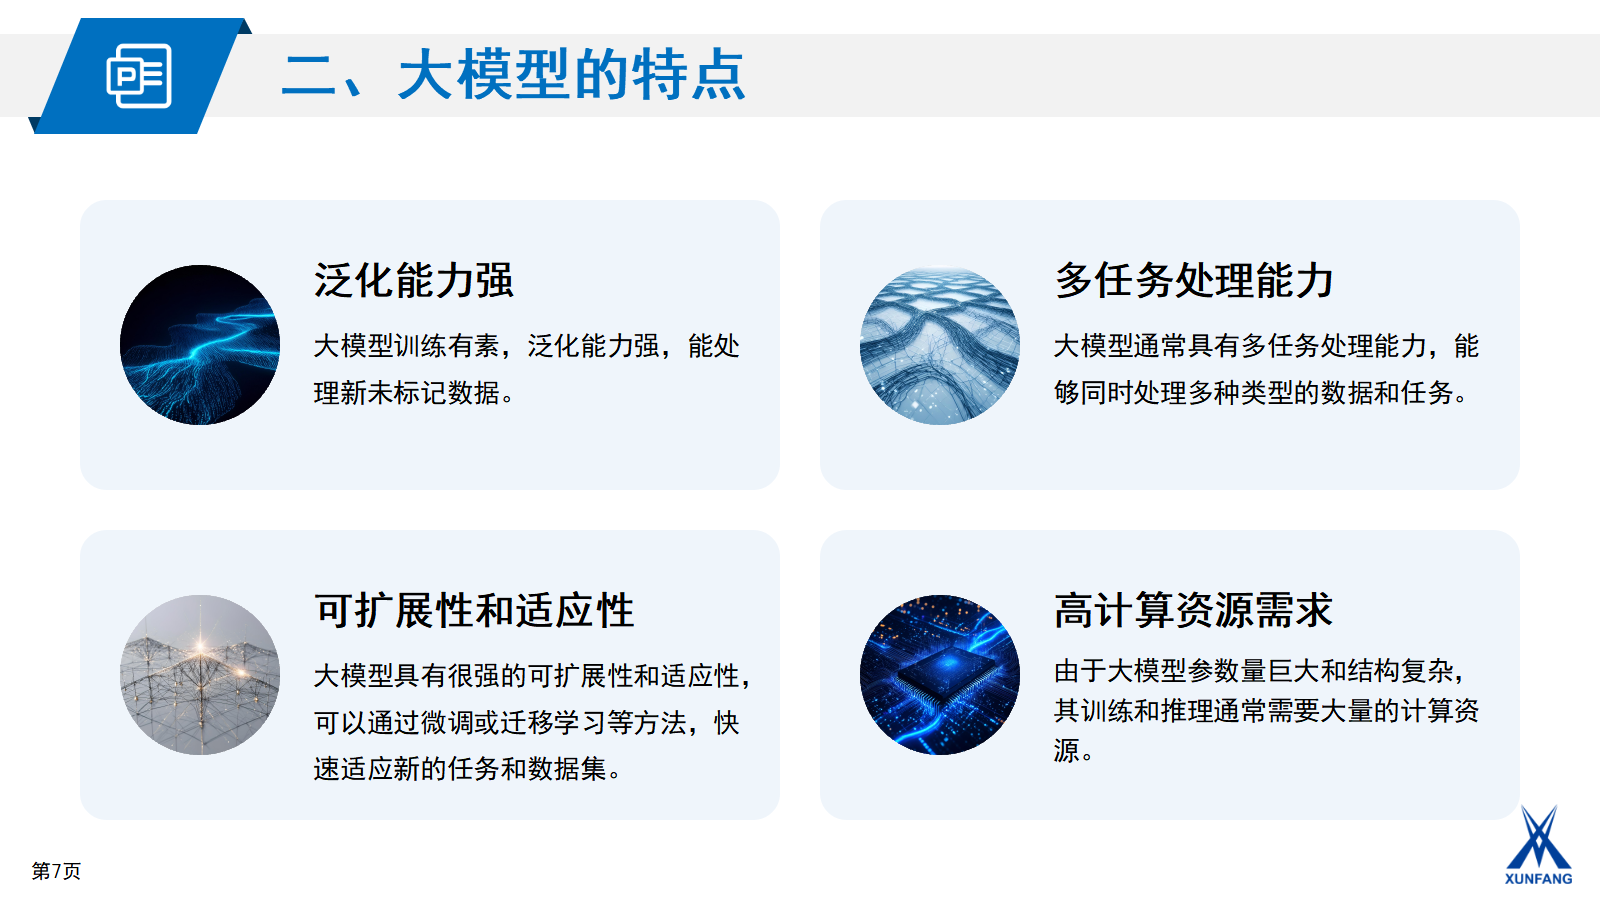 二、大模型的特点
泛化能力强
大模型训练有素，泛化能力强，能处
理新未标记数据。
多任务处理能力
大模型通常具有多任务处理能力，能
够同时处理多种类型的数据和任务。
可扩展性和适应性
大模型具有很强的可扩展性和适应性，
可以通过微调或迁移学习等方法，快
速适应新的任务和数据集。
高计算资源需求
由于大模型参数量巨大和结构复杂，
其训练和推理通常需要大量的计算资
源。
第7页
XUNFANG